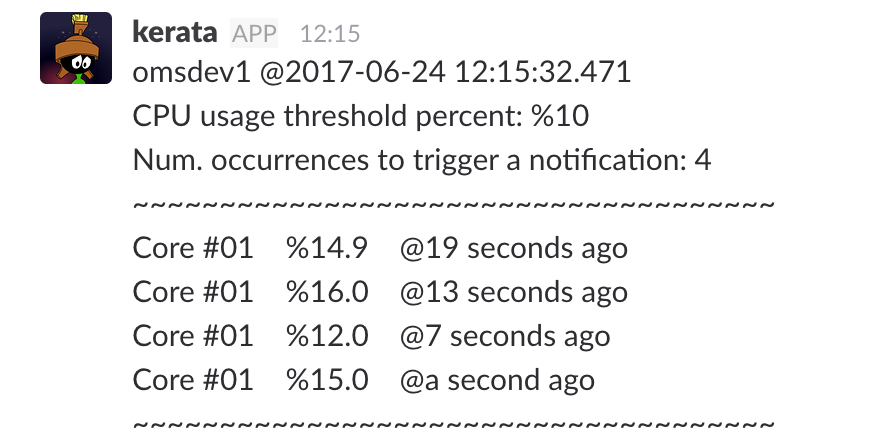 kerata APP 12:15
omsdev1 @2017-06-24 12:15:32.471
CPU usage threshold percent: %10
Num. occurrences to trigger a notification: 4
~~~~~~~~~~~~~~~~~~~~~~~~~~~~~~~~~~~~~
Core #01 %14.9 @19 seconds ago
Core #01 %16.0 @13 seconds ago
Core #01 %12.0 @7 seconds ago
Core #01 %15.0 @a second ago
~~~~~~~~~~~~~~~~~~~~~~~~~~~~~~~~~~~~~